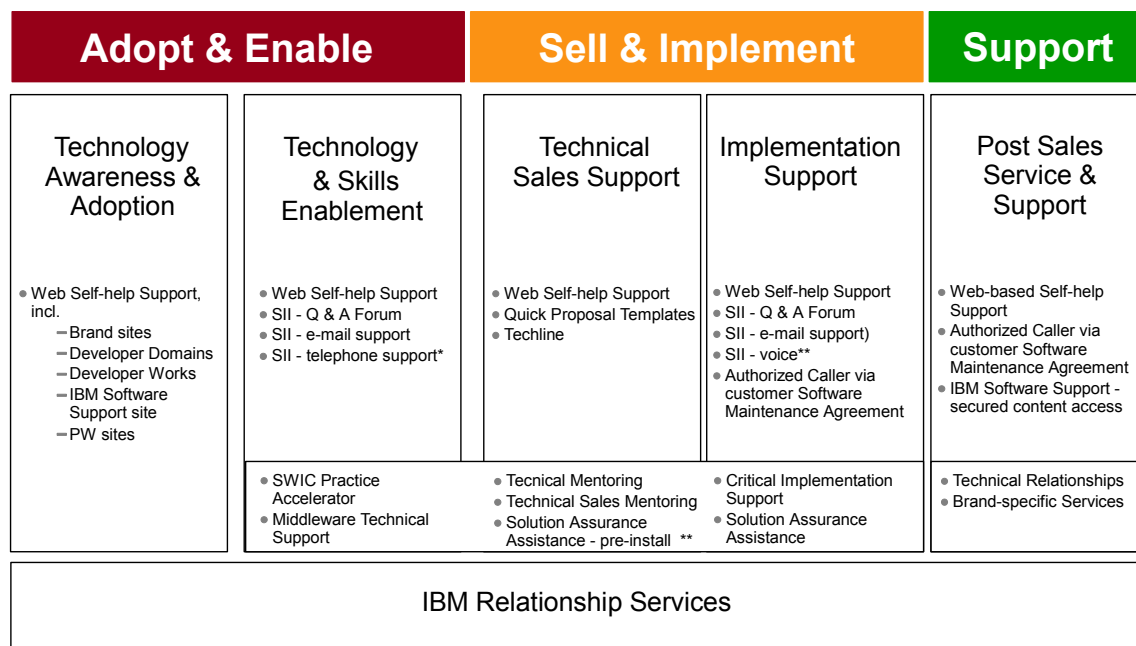 Adopt & Enable
Sell & Implement
Support
Technology
Awareness &
Adoption
● Web Self-help Support,
incl.
– Brand sites
– Developer Domains
– Developer Works
– IBM Software
Support site
– PW sites
Technology
& Skills
Enablement
● Web Self-help Support
● SII - Q & A Forum
● SII - e-mail support
● SII - telephone support*
● SWIC Practice
Accelerator
● Middleware Technical
Support
Technical
Sales Support
● Web Self-help Support
● Quick Proposal Templates
● Techline
● Tecnical Mentoring
● Technical Sales Mentoring
● Solution Assurance
Assistance - pre-install **
Implementation
Support
● Web Self-help Support
● SII - Q & A Forum
● SII - e-mail support)
● SII - voice**
● Authorized Caller via
customer Software
Maintenance Agreement
● Critical Implementation
Support
● Solution Assurance
Assistance
Post Sales
Service &
Support
● Web-based Self-help
Support
● Authorized Caller via
customer Software
Maintenance Agreement
● IBM Software Support -
secured content access
● Technical Relationships
● Brand-specific Services
IBM Relationship Services